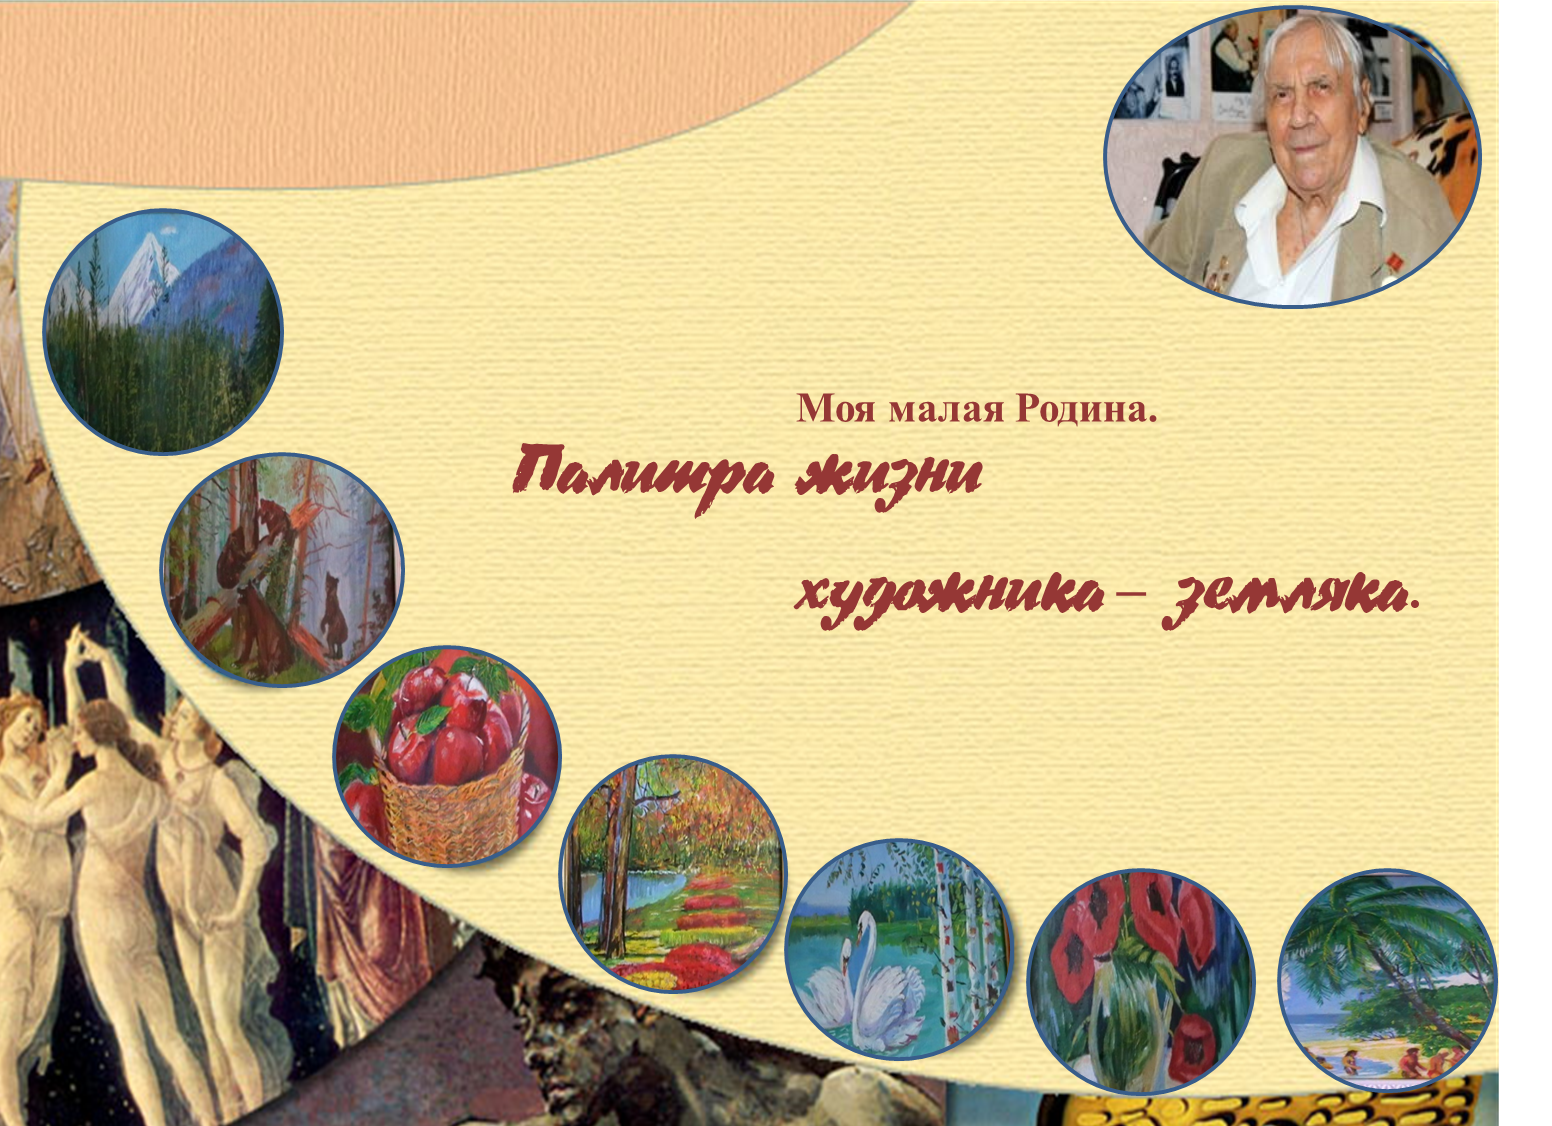 Моя малая Родина.
Палитра жизни
художника – земляка.